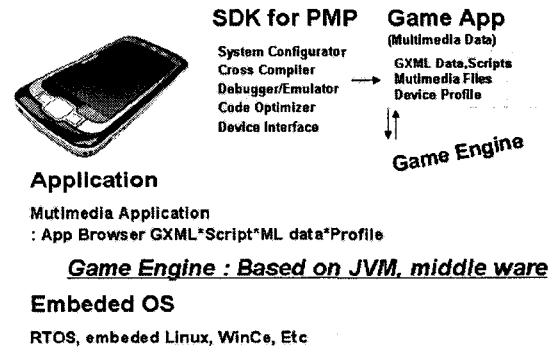 SDK for PMP
System Configurator
Cross Compiler
Debugger/Emulator
Code Optimizer
Device Interface
Game App
(Multimedia Data)
GXML Data,Scripts
Mutimedia Files
Device Profile
Game Engine
Application
Mutimedia Application
: App Browser GXML*Script*ML data*Profile
Game Engine : Based on JVM, middle ware
Embeded OS
RTOS, embeded Linux, WinCe, Etc